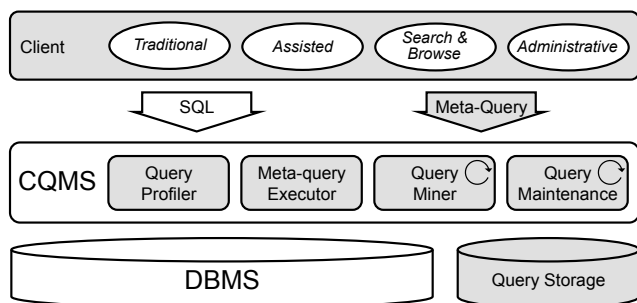 Client
Traditional
Assisted
Search &
Browse
Administrative
SQL
Meta-Query
CQMS
Query
Profiler
Meta-query
Executor
Query
Miner
Query
Maintenance
DBMS
Query Storage